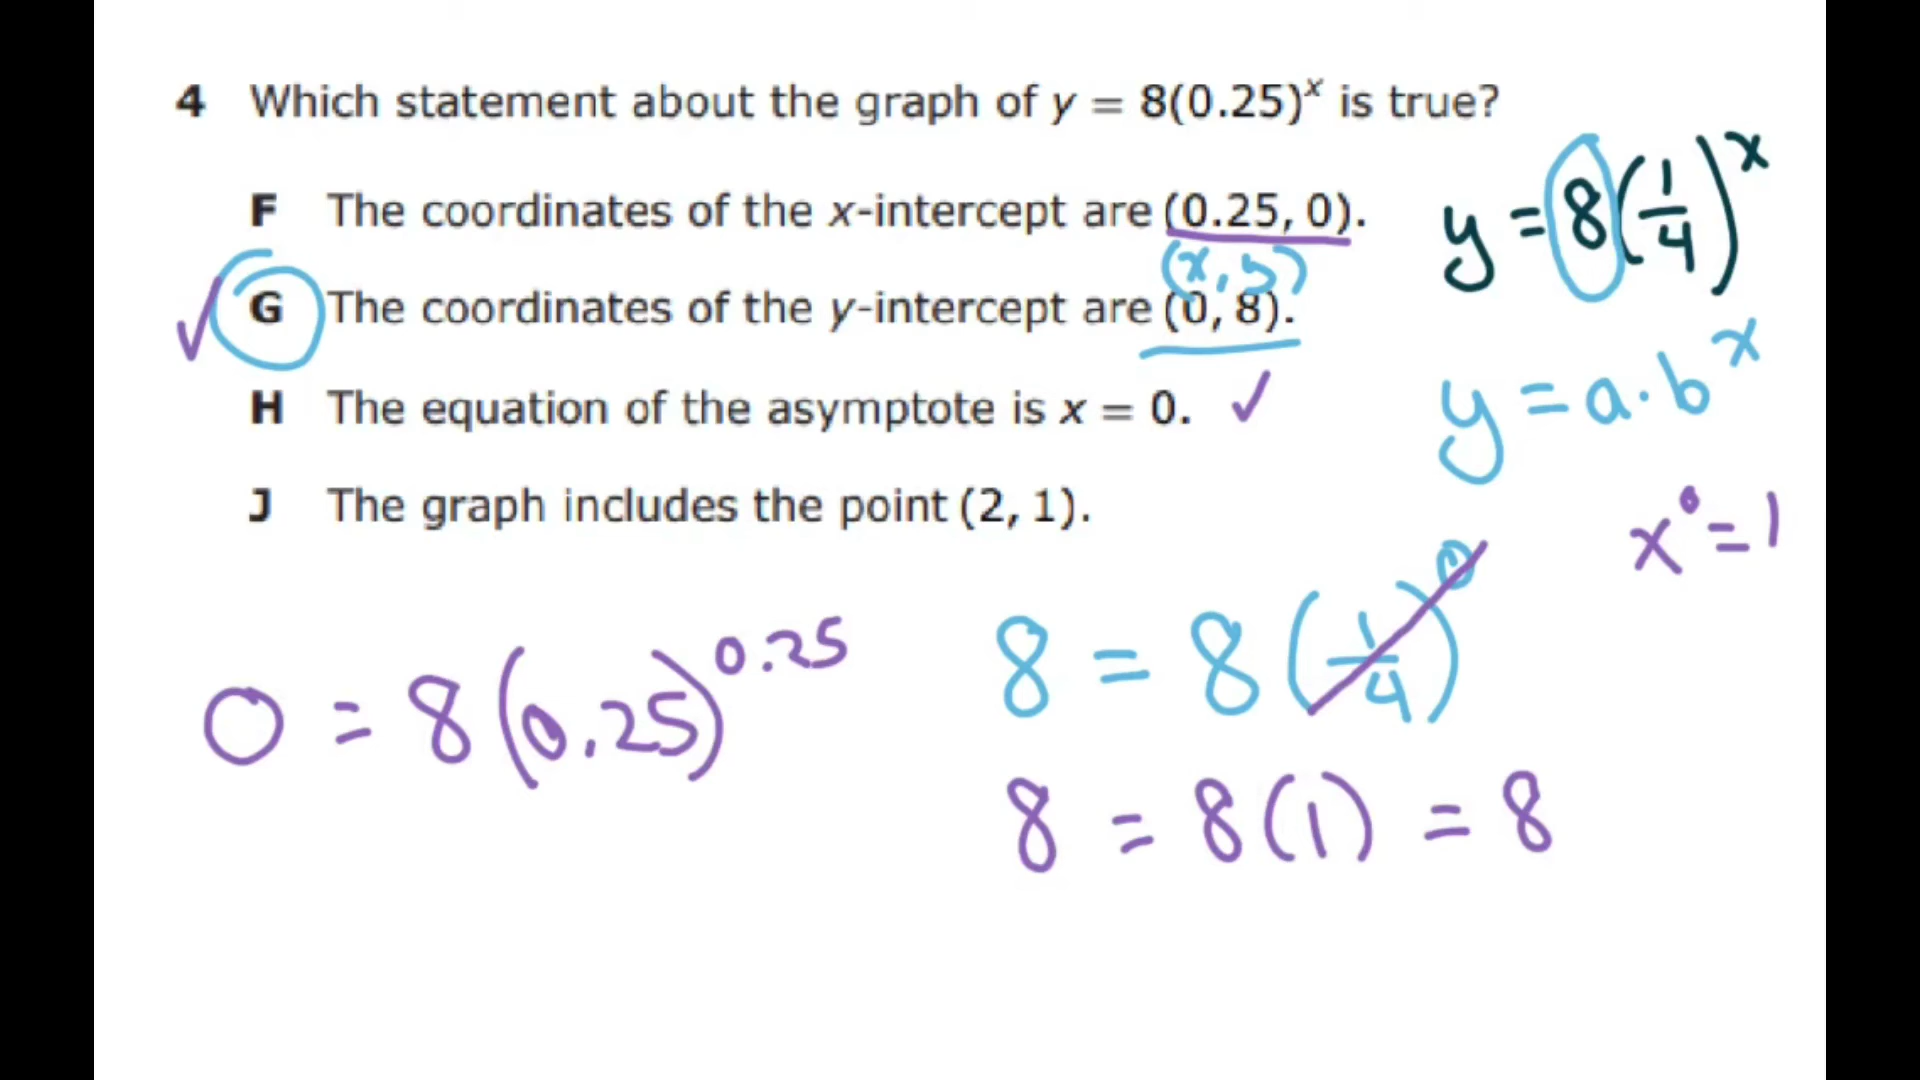 4 Which statement about the graph of y = 8(0.25)ˣ is true?
y = 8(1/4)ˣ
F The coordinates of the x-intercept are (0.25, 0).
(x, y)
G The coordinates of the y-intercept are (0, 8).
y = a·bˣ
H The equation of the asymptote is x = 0. ✓
J The graph includes the point (2, 1).
x⁰ = 1
0 = 8(0.25)^0.25
8 = 8(1/4)⁰
8 = 8(1) = 8